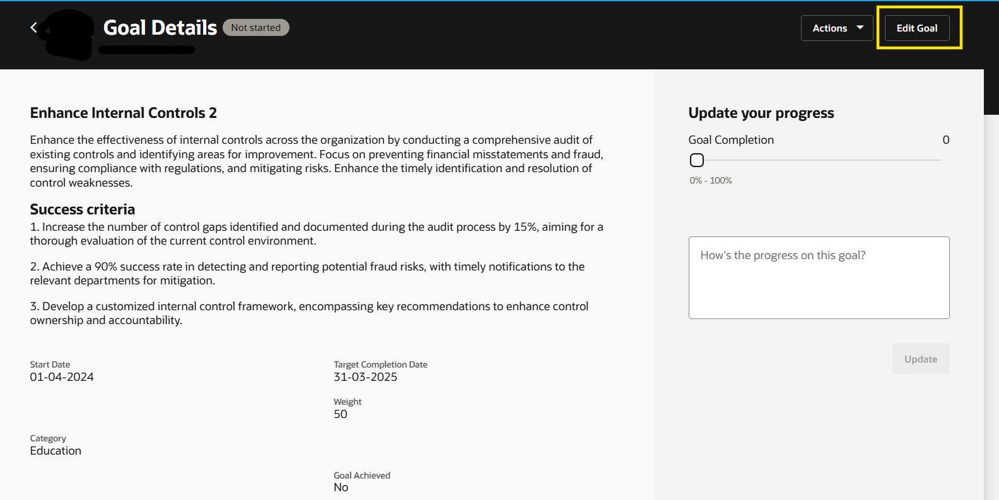 Goal Details
Not started
Actions
Edit Goal
Enhance Internal Controls 2
Enhance the effectiveness of internal controls across the organization by conducting a comprehensive audit of
existing controls and identifying areas for improvement. Focus on preventing financial misstatements and fraud,
ensuring compliance with regulations, and mitigating risks. Enhance the timely identification and resolution of
control weaknesses.
Success criteria
1. Increase the number of control gaps identified and documented during the audit process by 15%, aiming for a
thorough evaluation of the current control environment.
2. Achieve a 90% success rate in detecting and reporting potential fraud risks, with timely notifications to the
relevant departments for mitigation.
3. Develop a customized internal control framework, encompassing key recommendations to enhance control
ownership and accountability.
Start Date
01-04-2024
Target Completion Date
31-03-2025
Weight
50
Category
Education
Goal Achieved
No
Update your progress
Goal Completion
0
0% - 100%
How's the progress on this goal?
Update